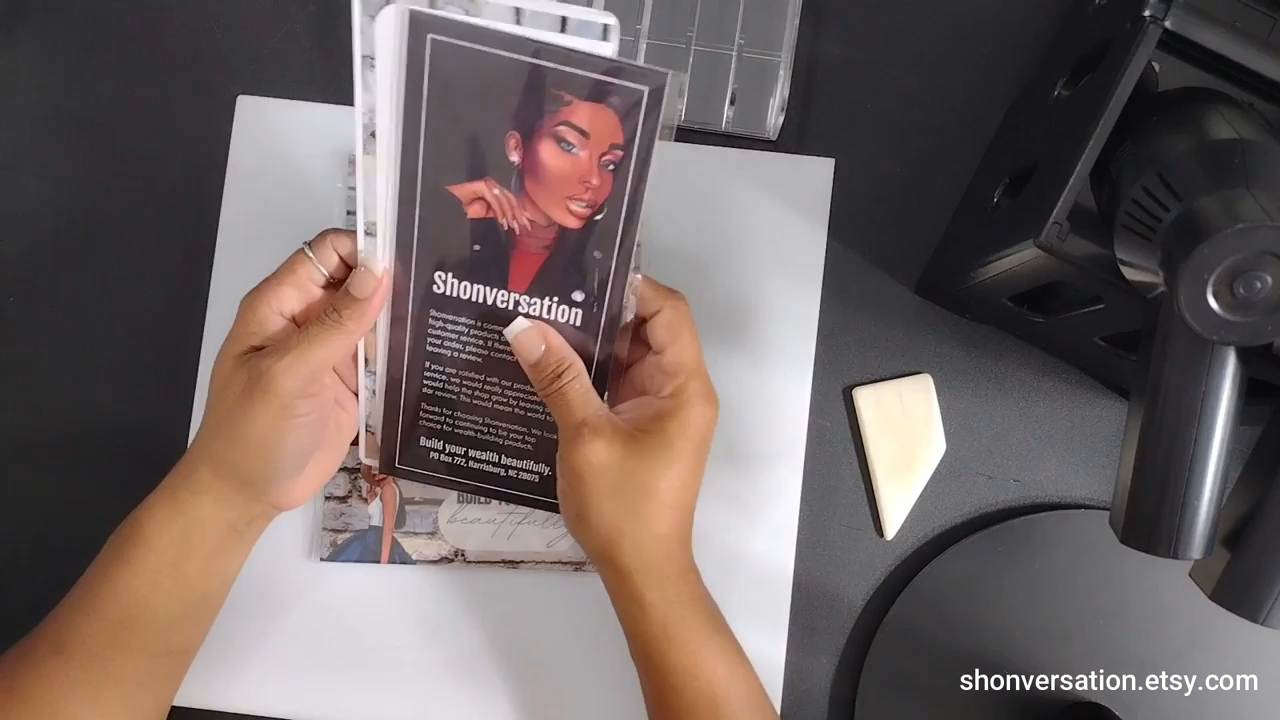 Shonversation
Shonversation is comm
high-quality products
customer service. If there
your order, please contact
leaving a review.
If you are satisfied with our produ
service, we would really appreciate
would help the shop grow by leaving a
star review. This would mean the world to
Thanks for choosing Shonversation. We look
forward to continuing to be your top
choice for wealth-building products.
Build your wealth beautifully.
PO Box 772, Harrisburg, NC 28075
BUILD
beautifully
shonversation.etsy.com